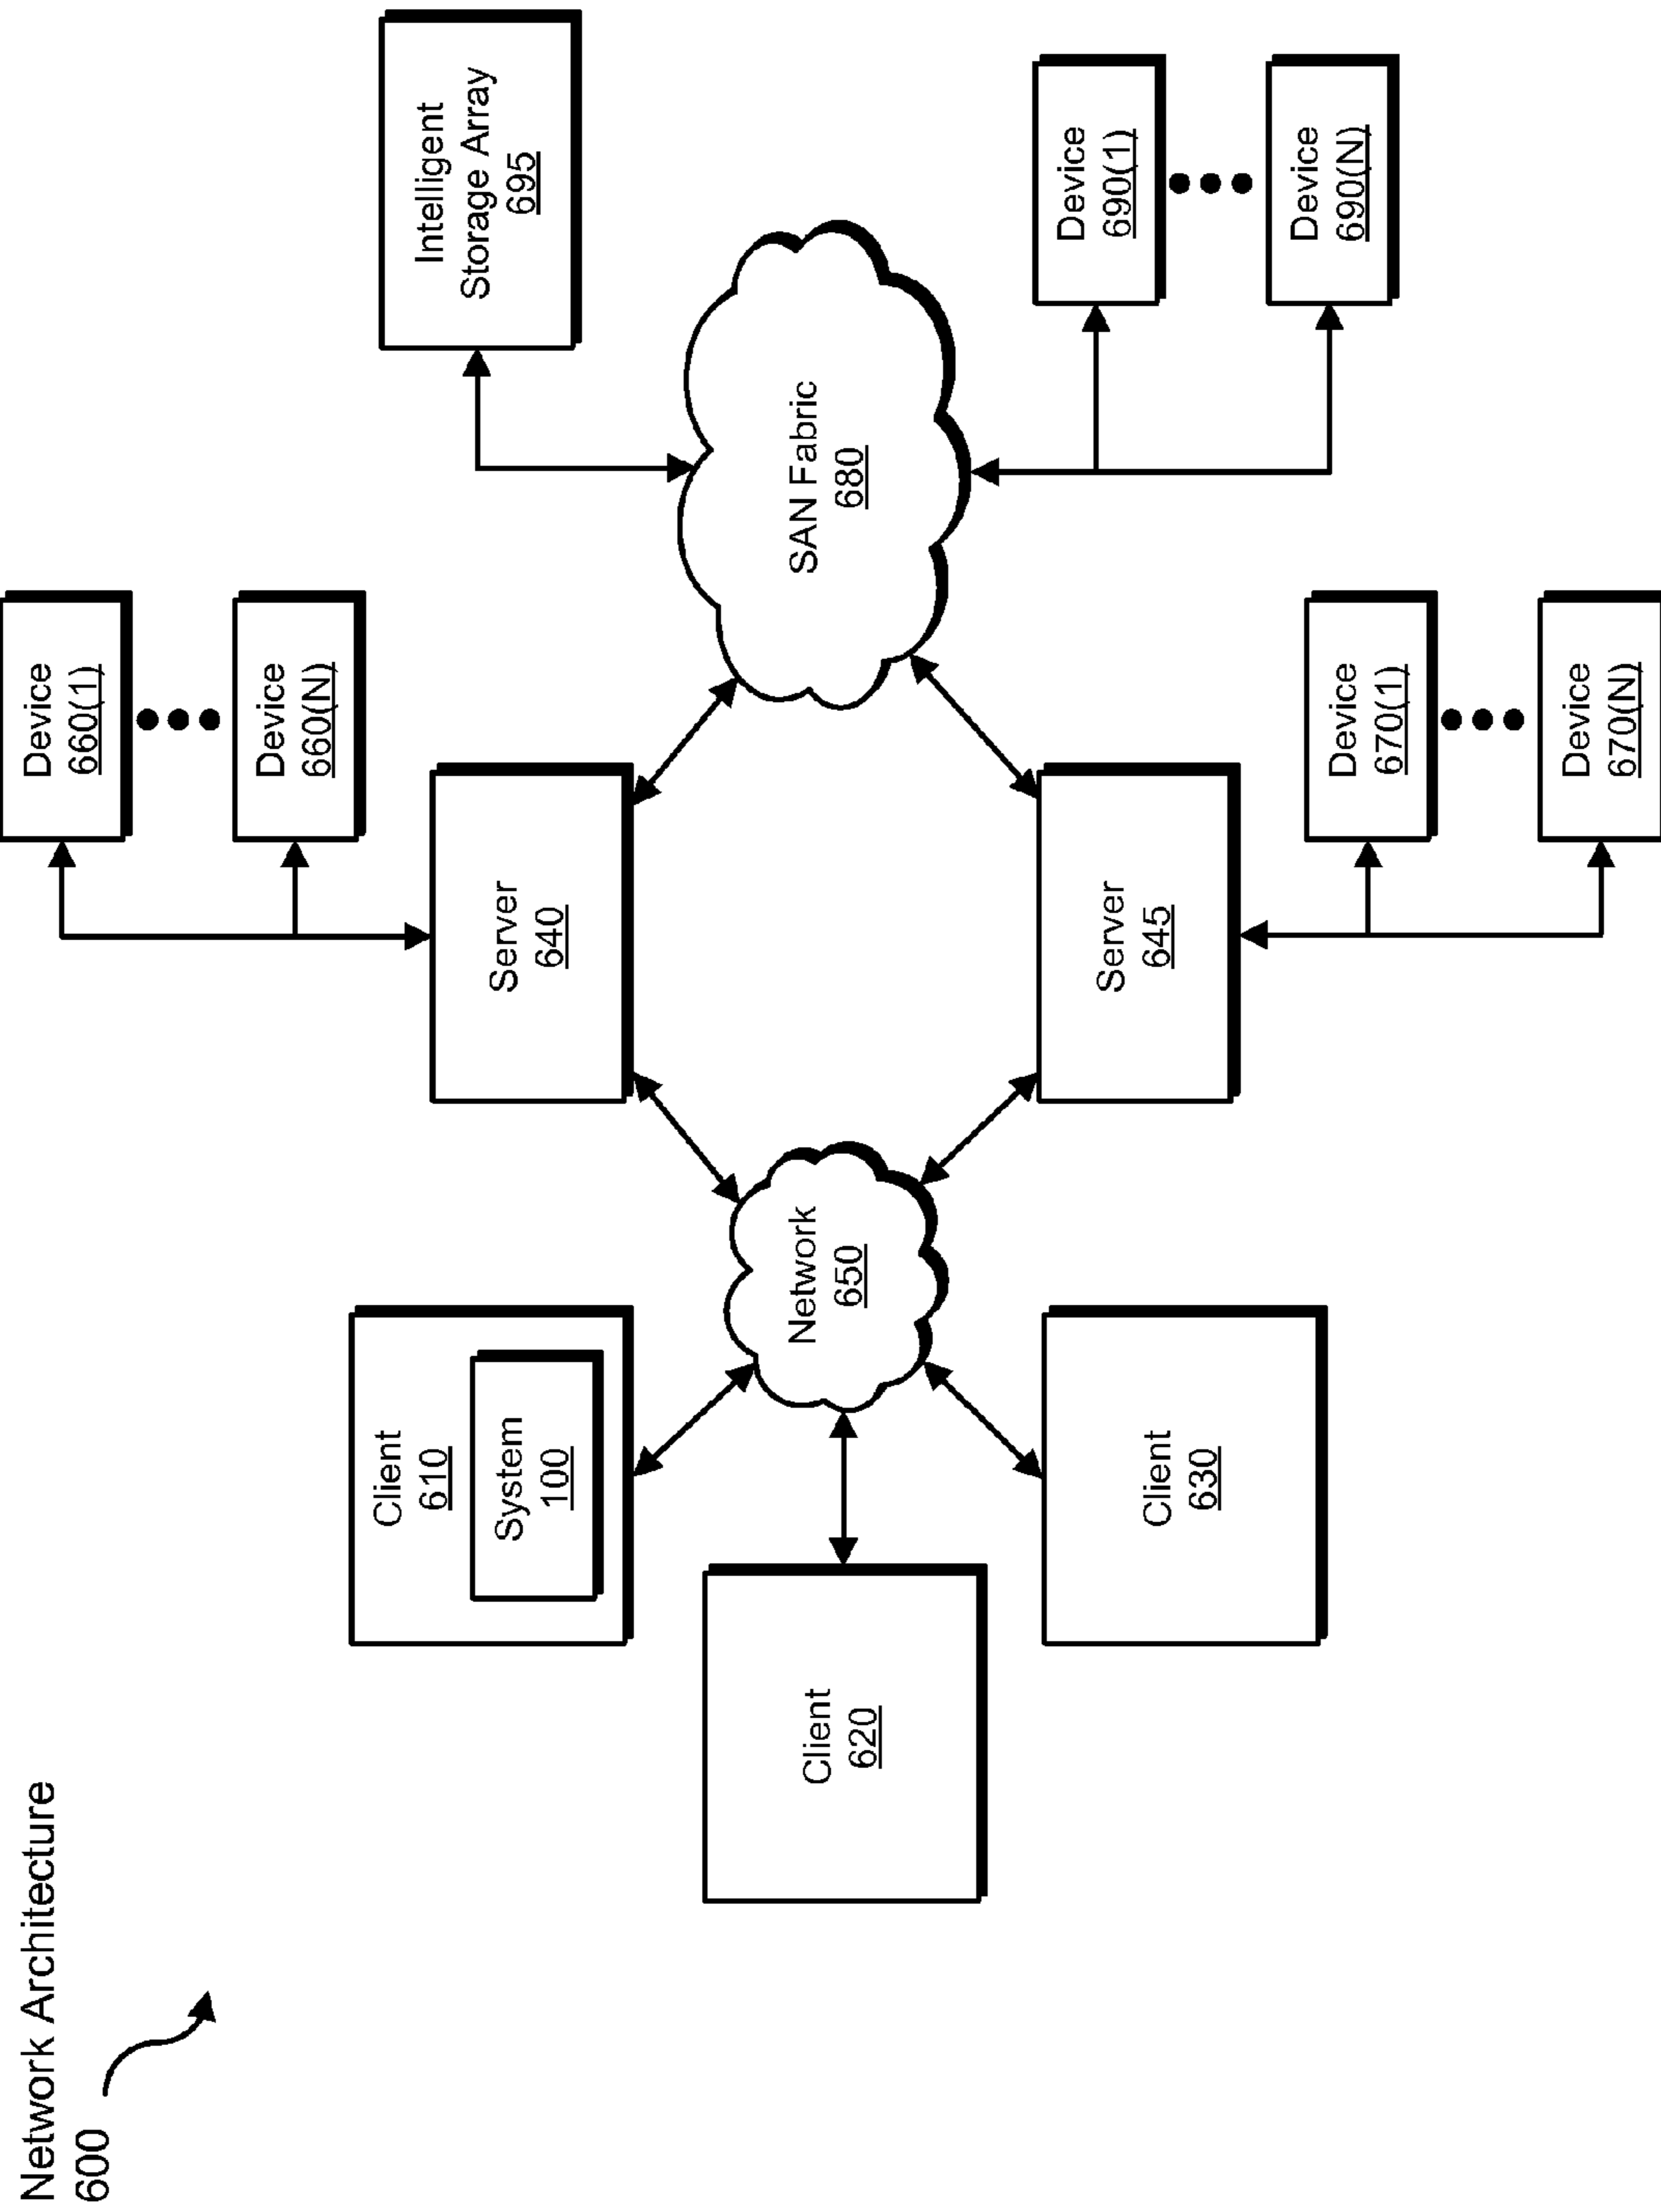 Network Architecture
600
Device
660(1)
Device
660(N)
Intelligent
Storage Array
695
Client
610
System
100
Server
640
Client
620
Network
650
SAN Fabric
680
Client
630
Server
645
Device
690(1)
Device
690(N)
Device
670(1)
Device
670(N)